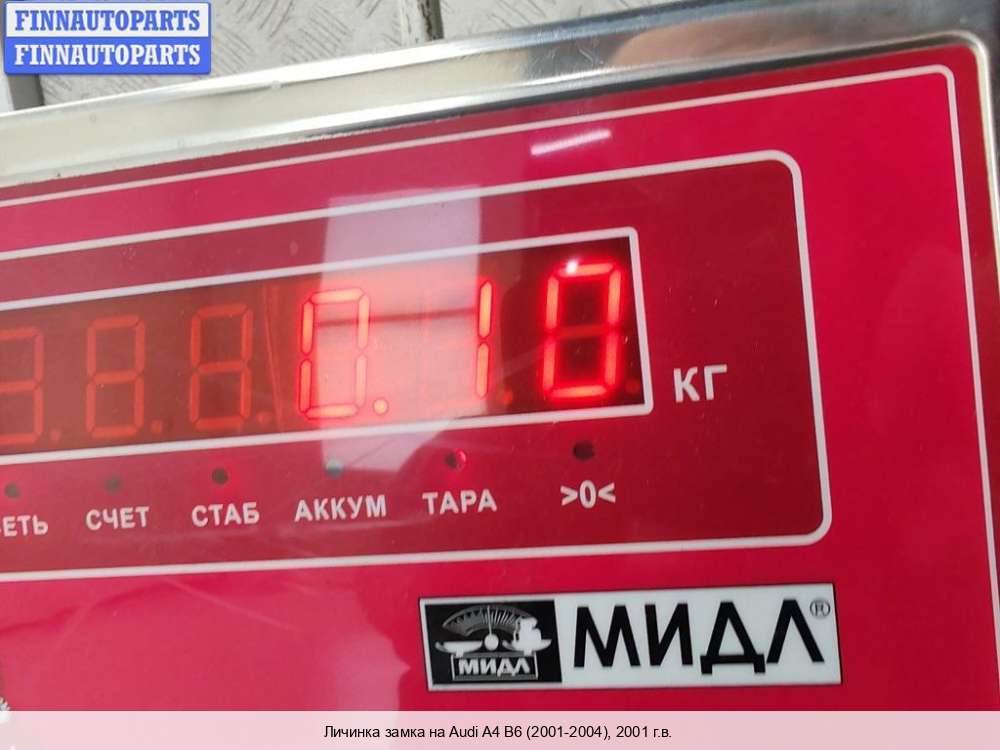 FINNAUTOPARTS
FINNAUTOPARTS
0.10
КГ
СЧЕТ СТАБ АККУМ ТАРА >0<
МИДЛ МИДЛ®
Личинка замка на Audi A4 B6 (2001-2004), 2001 г.в.